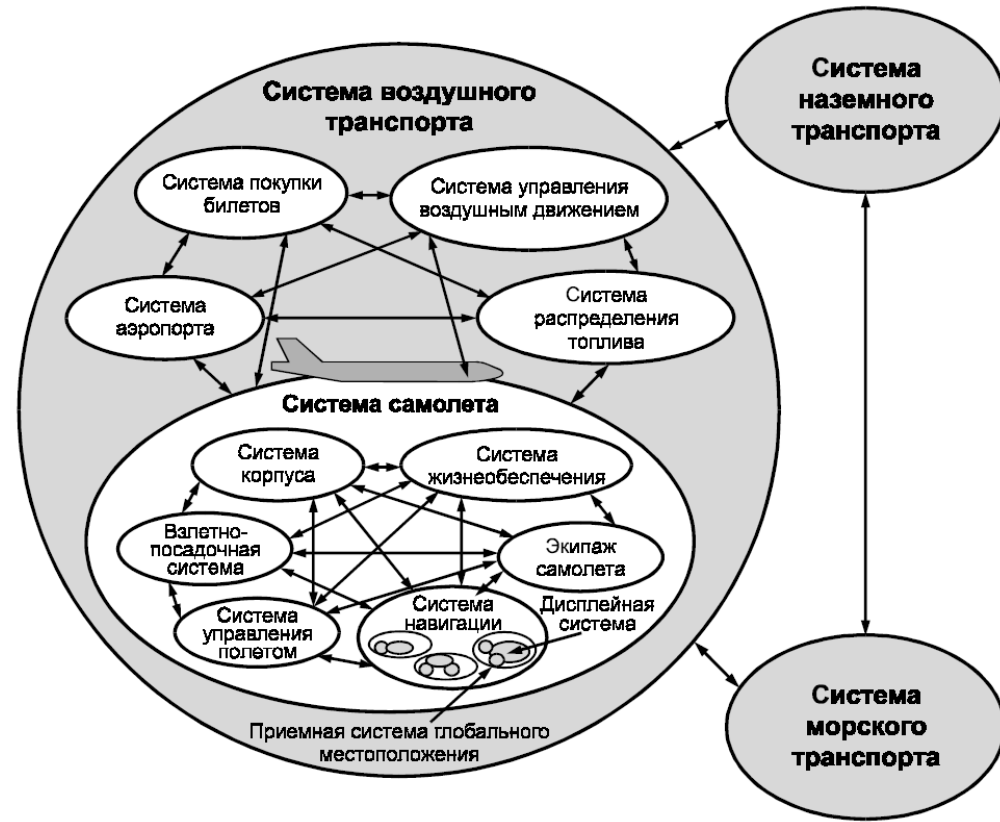 Система воздушного
транспорта
Система
наземного
транспорта
Система покупки
билетов
Система управления
воздушным движением
Система
аэропорта
Система
распределения
топлива
Система самолета
Система
корпуса
Система
жизнеобеспечения
Взлетно-
посадочная
система
Экипаж
самолета
Система
управления
полетом
Система
навигации
Дисплейная
система
Приемная система глобального
местоположения
Система
морского
транспорта